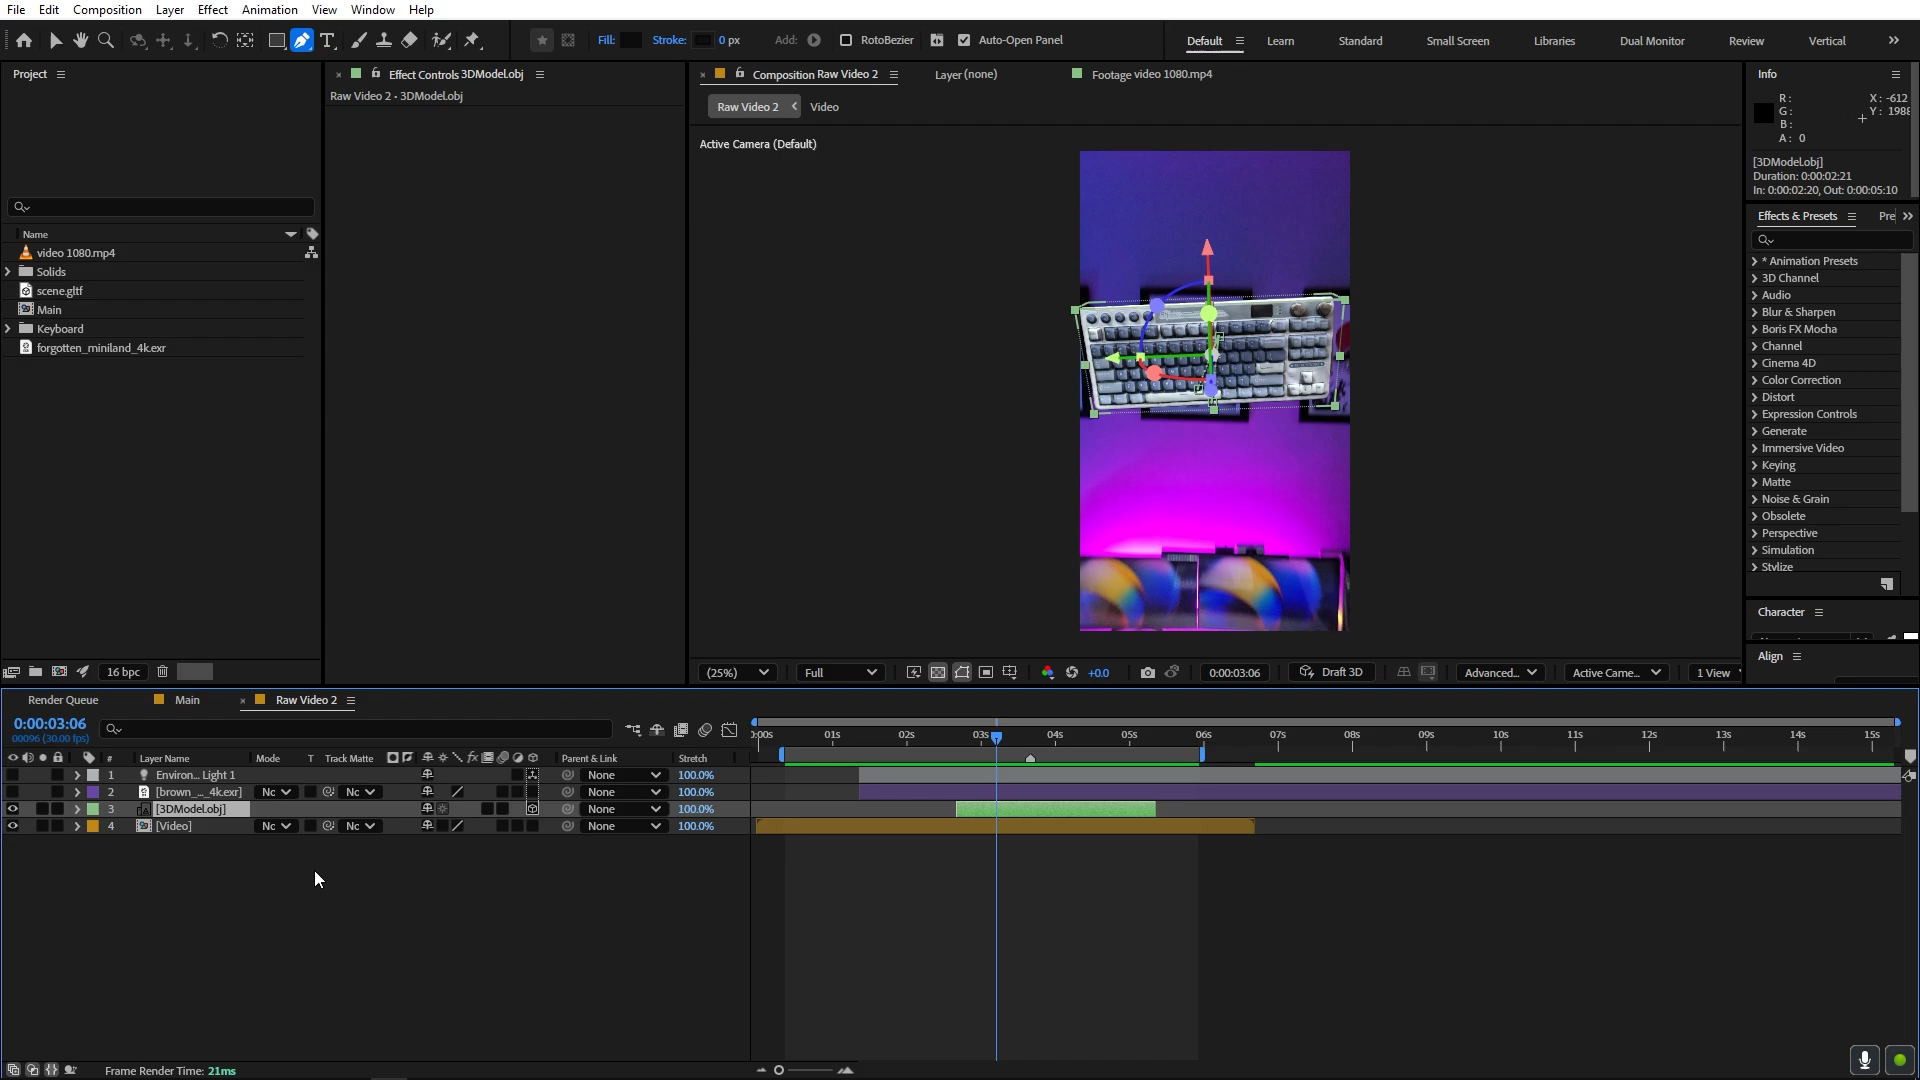 File Edit Composition Layer Effect Animation View Window Help
Fill: Stroke: 0 px Add: RotoBezier Auto-Open Panel
Default Learn Standard Small Screen Libraries Dual Monitor Review Vertical
Project
Effect Controls 3DModel.obj
Raw Video 2 • 3DModel.obj
Composition Raw Video 2
Layer (none)
Footage video 1080.mp4
Raw Video 2 Video
Active Camera (Default)
Info
R: X: -612
G: Y: 1988
B:
A: 0
[3DModel.obj]
Duration: 0:00:02:21
In: 0:00:02:20, Out: 0:00:05:10
Name
video 1080.mp4
Solids
scene.gltf
Main
Keyboard
forgotten_miniland_4k.exr
Effects & Presets Pre
* Animation Presets
3D Channel
Audio
Blur & Sharpen
Boris FX Mocha
Channel
Cinema 4D
Color Correction
Distort
Expression Controls
Generate
Immersive Video
Keying
Matte
Noise & Grain
Obsolete
Perspective
Simulation
Stylize
Character
Align
16 bpc
(25%) Full +0.0 0:00:03:06 Draft 3D Advanced... Active Came... 1 View
Render Queue Main Raw Video 2
0:00:03:06
00096 (30.00 fps)
0:00s 01s 02s 03s 04s 05s 06s 07s 08s 09s 10s 11s 12s 13s 14s 15s
# Layer Name Mode T Track Matte fx Parent & Link Stretch
1 Environ... Light 1 None 100.0%
2 [brown_..._4k.exr] Nc Nc None 100.0%
3 [3DModel.obj] None 100.0%
4 [Video] Nc Nc None 100.0%
Frame Render Time: 21ms